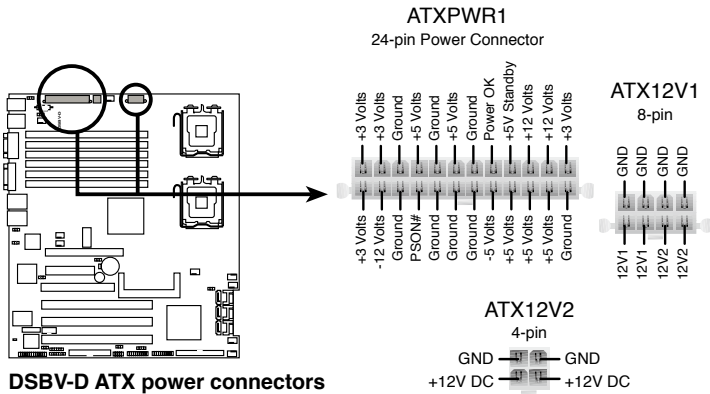 ATXPWR1
24-pin Power Connector
+3 Volts
+3 Volts
Ground
+5 Volts
Ground
+5 Volts
Ground
Power OK
+5V Standby
+12 Volts
+12 Volts
+3 Volts
+3 Volts
-12 Volts
Ground
PSON#
Ground
Ground
Ground
-5 Volts
+5 Volts
+5 Volts
+5 Volts
Ground
ATX12V1
8-pin
GND
GND
GND
GND
12V1
12V1
12V2
12V2
ATX12V2
4-pin
GND
GND
+12V DC
+12V DC
DSBV-D
DSBV-D ATX power connectors